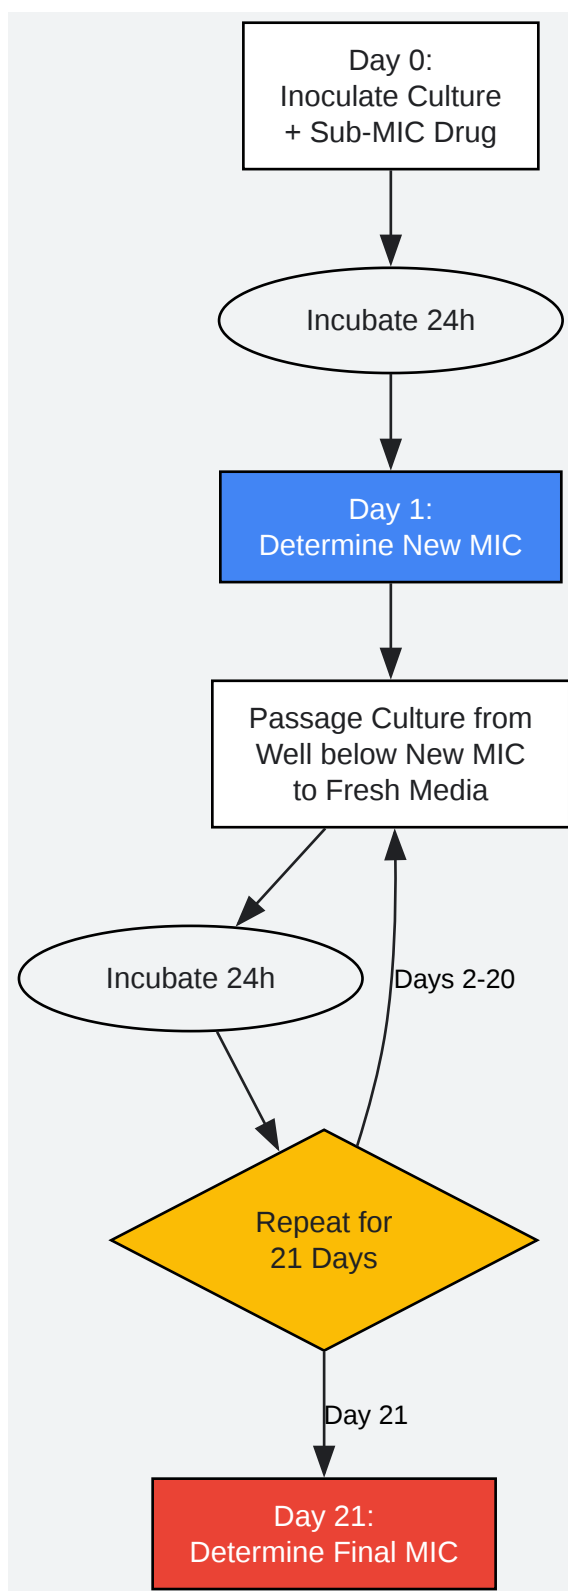 Day 0:
Inoculate Culture
+ Sub-MIC Drug
Incubate 24h
Day 1:
Determine New MIC
Passage Culture from
Well below New MIC
to Fresh Media
Incubate 24h
Days 2-20
Repeat for
21 Days
Day 21
Day 21:
Determine Final MIC